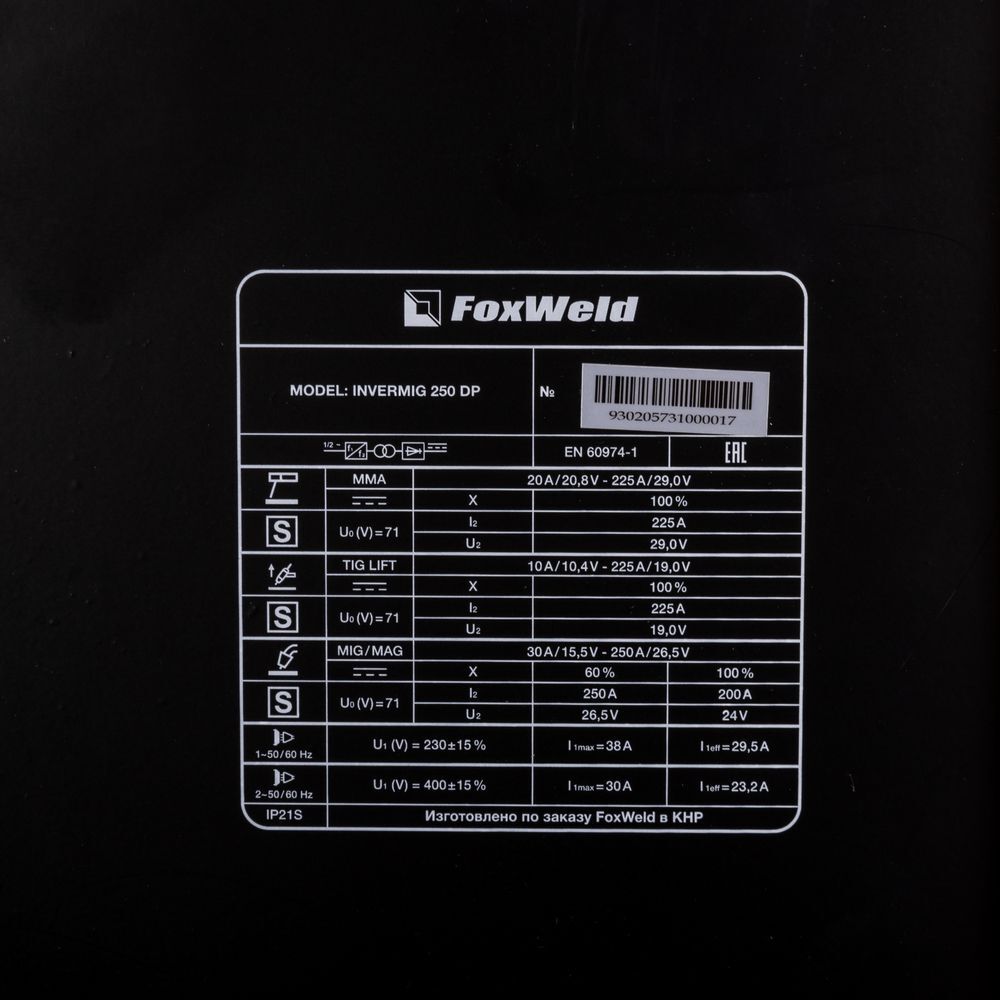 FoxWeld
MODEL: INVERMIG 250 DP
№
930205731000017
1/2 ~ f₁ f₂
EN 60974-1
EAC
MMA
20A/20,8V - 225A/29,0V
X
100%
S
U₀(V)=71
I₂
225A
U₂
29,0V
TIG LIFT
10A/10,4V - 225A/19,0V
X
100%
S
U₀(V)=71
I₂
225A
U₂
19,0V
MIG/MAG
30A/15,5V - 250A/26,5V
X
60%
100%
S
U₀(V)=71
I₂
250A
200A
U₂
26,5V
24V
1~50/60 Hz
U₁ (V) = 230±15%
I₁max=38A
I₁eff=29,5A
2~50/60 Hz
U₁ (V) = 400±15%
I₁max=30A
I₁eff=23,2A
IP21S
Изготовлено по заказу FoxWeld в КНР